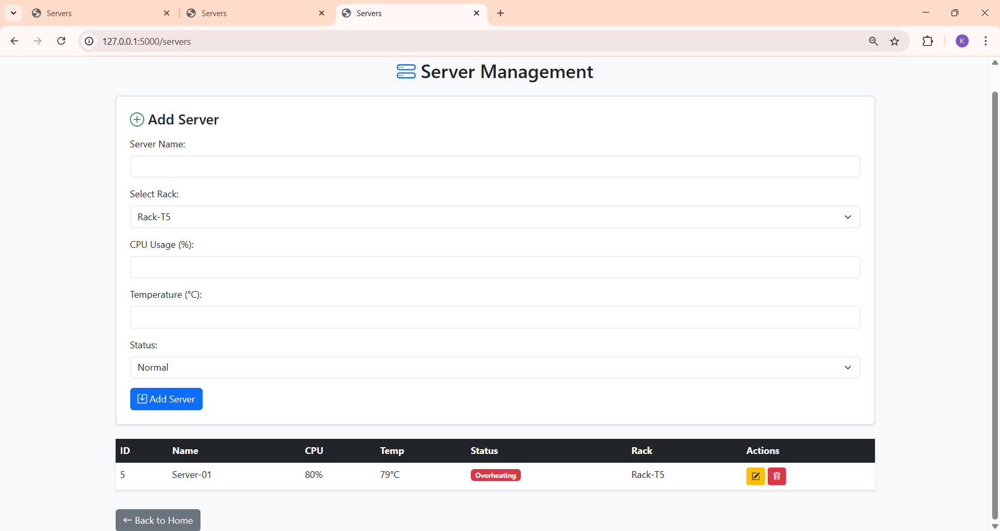 Servers
Servers
Servers
127.0.0.1:5000/servers
K
Server Management
Add Server
Server Name:
Select Rack:
Rack-T5
CPU Usage (%):
Temperature (°C):
Status:
Normal
Add Server
ID Name CPU Temp Status Rack Actions
5 Server-01 80% 79°C Overheating Rack-T5
← Back to Home